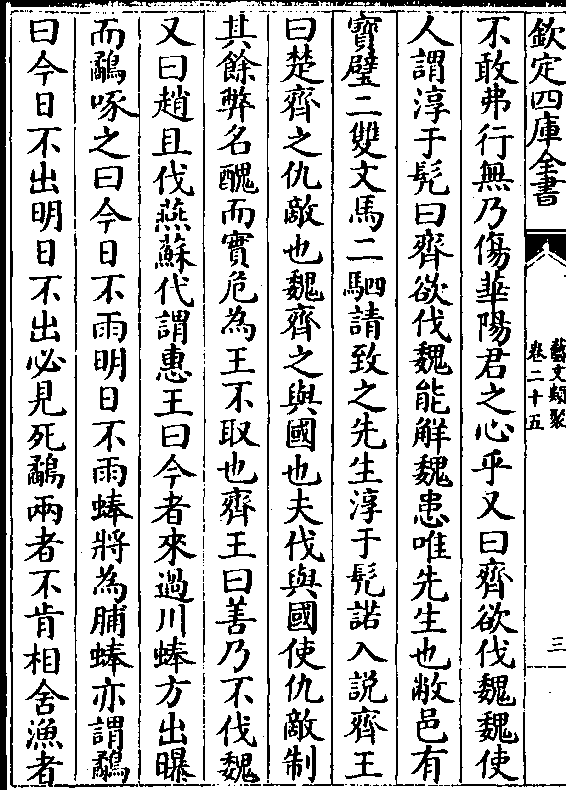 欽定四庫全書
藝文類聚
卷二十五
三
不敢弗行無乃傷華陽君之心乎又曰齊欲伐魏魏使
人謂淳于髠曰齊欲伐魏能解魏患唯先生也敝邑有
寳璧二雙文馬二駟請致之先生淳于髠諾入説齊王
曰楚齊之仇敵也魏齊之與國也夫伐與國使仇敵制
其餘弊名醜而實危為王不取也齊王曰善乃不伐魏
又曰趙且伐燕蘇代謂惠王曰今者來過川蜯方出曝
而鷸啄之曰今日不雨明日不雨蜯將為脯蜯亦謂鷸
曰今日不出明日不出必見死鷸兩者不肯相舍漁者